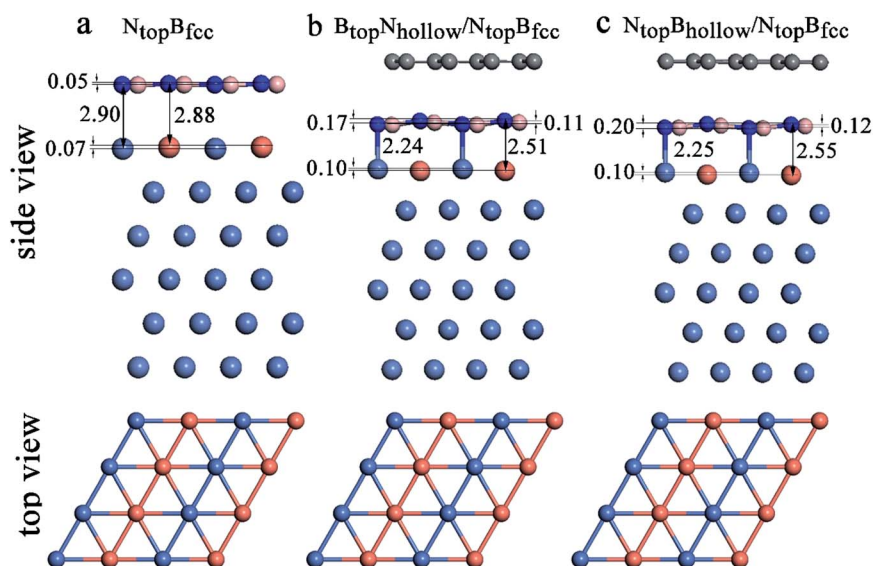 a
N_topB_fcc
b
B_topN_hollow/N_topB_fcc
c
N_topB_hollow/N_topB_fcc
side view
0.05
2.90
2.88
0.07
0.17
0.11
2.24
2.51
0.10
0.20
0.12
2.25
2.55
0.10
top view